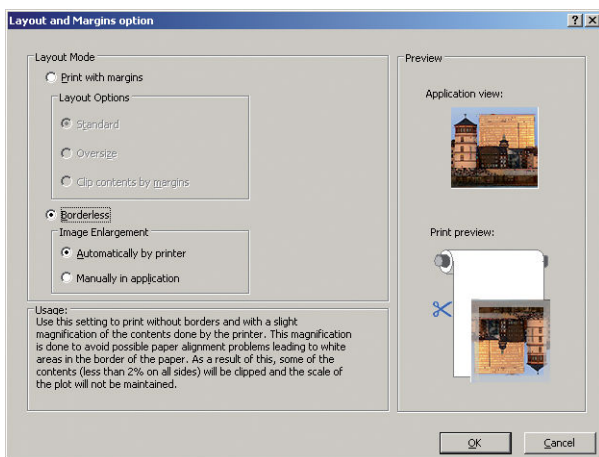 Layout and Margins option
Layout Mode
Print with margins
Layout Options
Standard
Oversize
Clip contents by margins
Borderless
Image Enlargement
Automatically by printer
Manually in application
Usage:
Use this setting to print without borders and with a slight
magnification of the contents done by the printer. This magnification
is done to avoid possible paper alignment problems leading to white
areas in the border of the paper. As a result of this, some of the
contents (less than 2% on all sides) will be clipped and the scale of
the plot will not be maintained.
Preview
Application view:
Print preview:
OK
Cancel